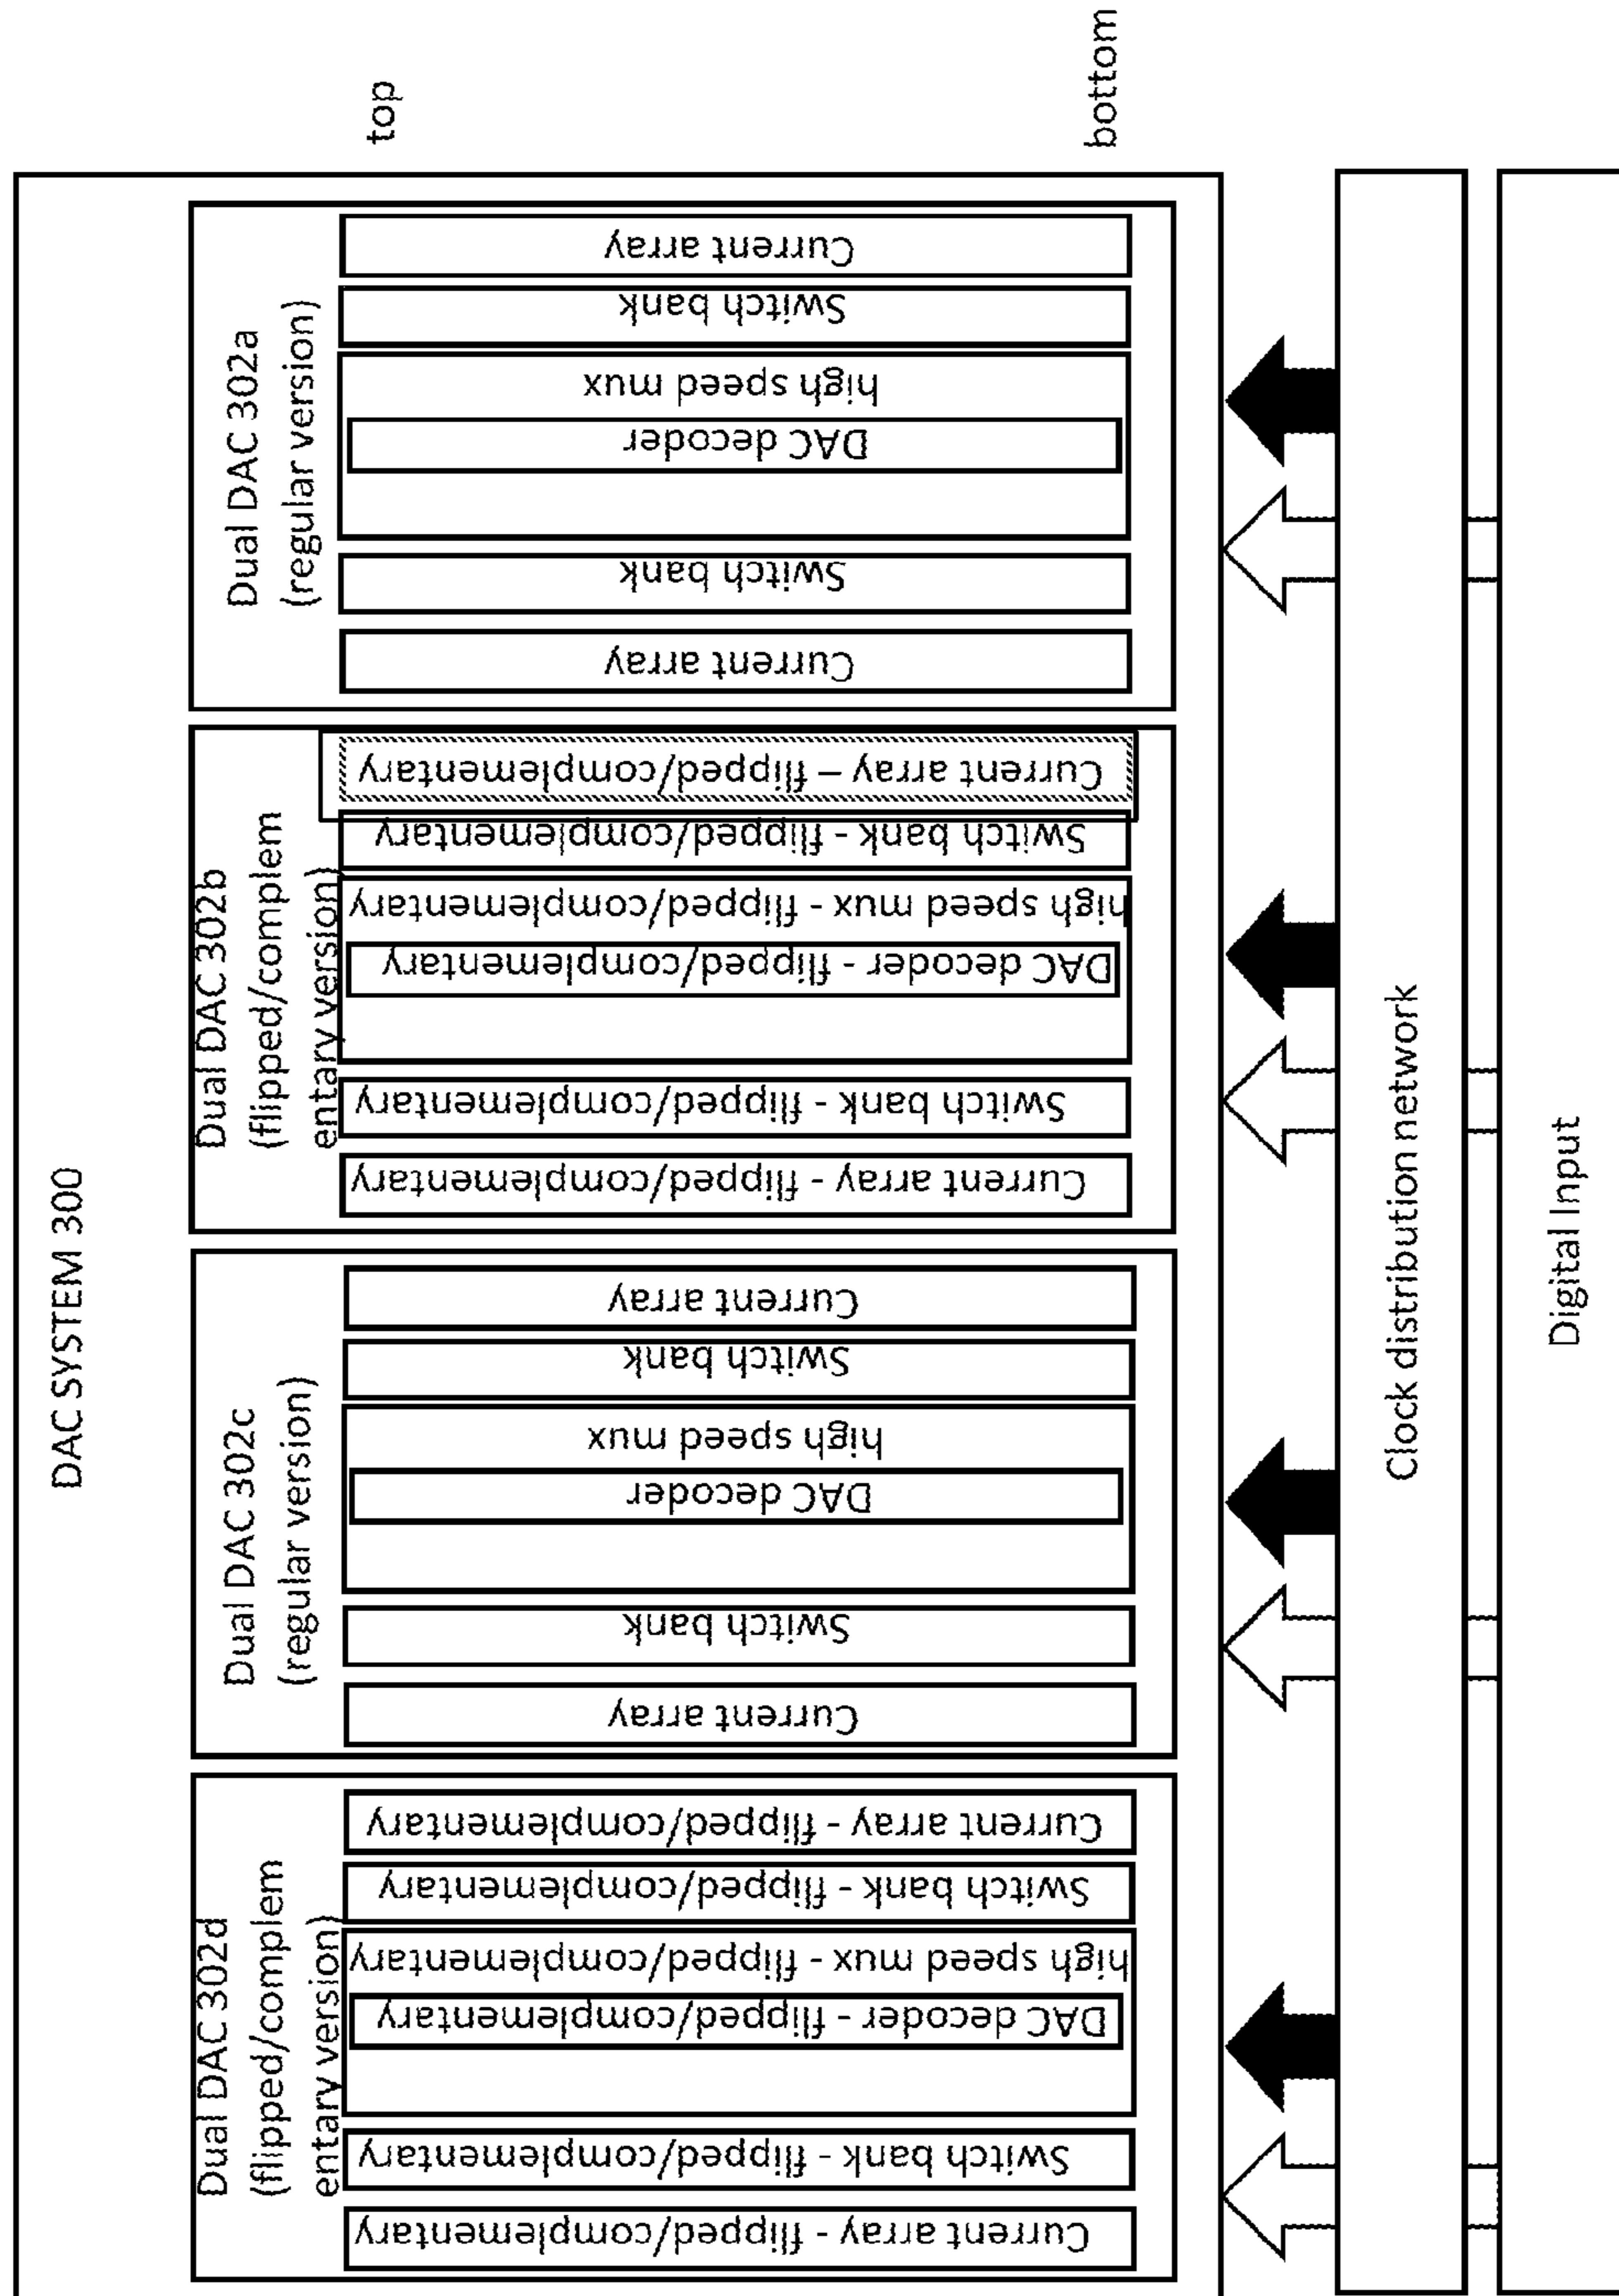 DAC SYSTEM 300
Dual DAC 302d
(flipped/complem
entary version)
Current array - flipped/complementary
Switch bank - flipped/complementary
DAC decoder - flipped/complementary
high speed mux - flipped/complementary
Switch bank - flipped/complementary
Current array - flipped/complementary
Dual DAC 302c
(regular version)
Current array
Switch bank
DAC decoder
high speed mux
Switch bank
Current array
Dual DAC 302b
(flipped/complem
entary version)
Current array - flipped/complementary
Switch bank - flipped/complementary
DAC decoder - flipped/complementary
high speed mux - flipped/complementary
Switch bank - flipped/complementary
Current array – flipped/complementary
Dual DAC 302a
(regular version)
Current array
Switch bank
DAC decoder
high speed mux
Switch bank
Current array
top
bottom
Clock distribution network
Digital Input